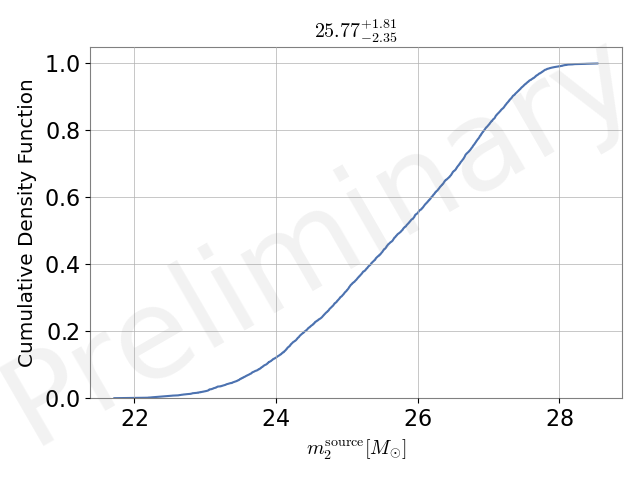 25.77^{+1.81}_{-2.35}
Cumulative Density Function
1.0
0.8
0.6
0.4
0.2
0.0
22 24 26 28
m_2^{source}[M_☉]
Preliminary